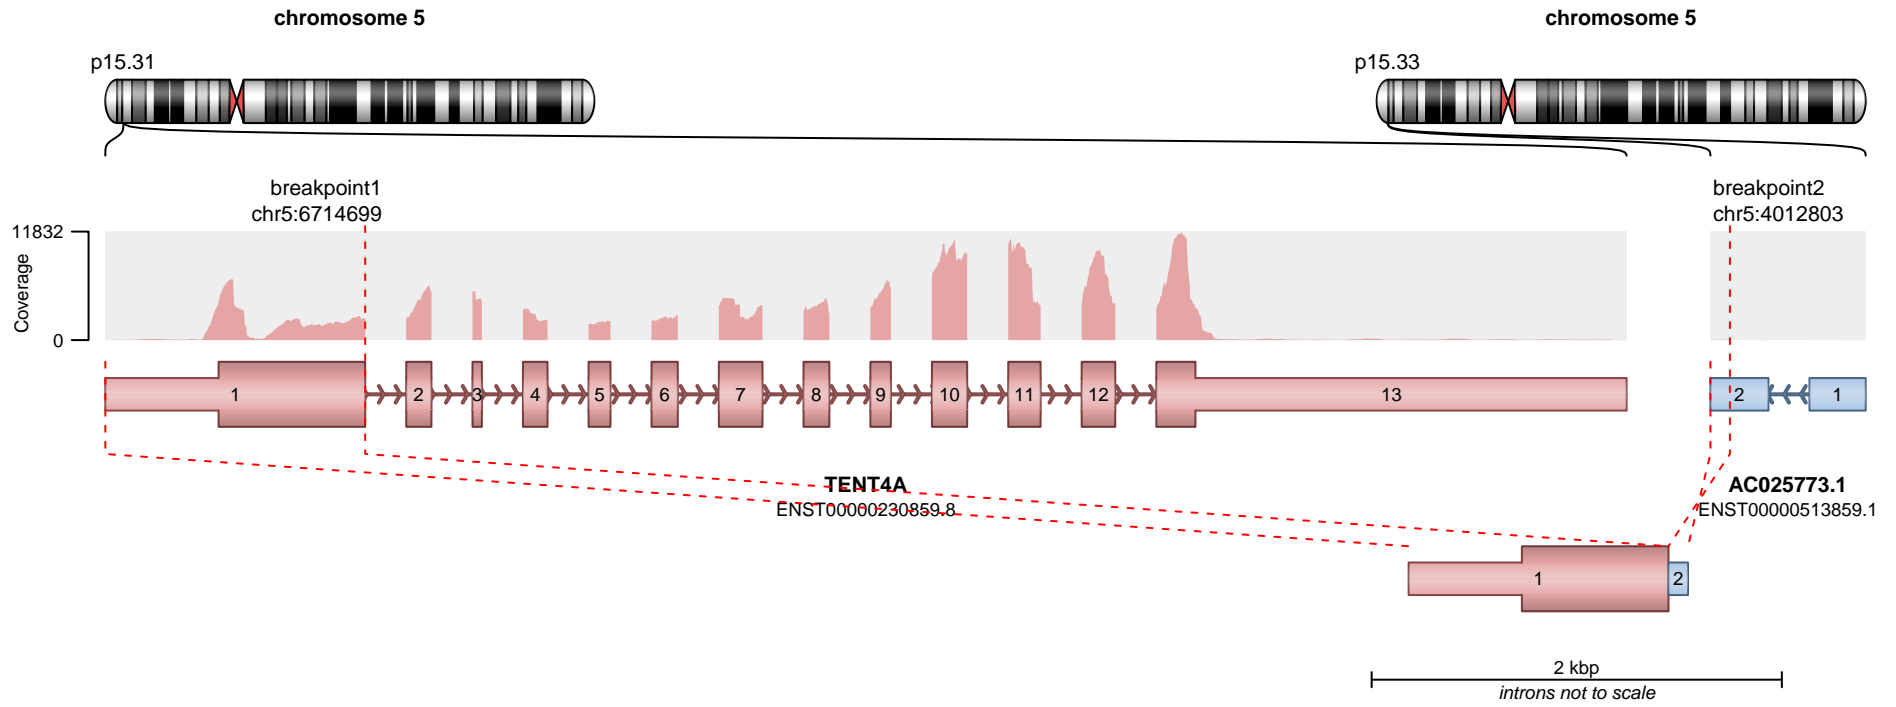 chromosome 5
chromosome 5
p15.31
p15.33
breakpoint1
chr5:6714699
breakpoint2
chr5:4012803
11832
Coverage
0
1 2 3 4 5 6 7 8 9 10 11 12 13
2 1
TENT4A
ENST00000230859.8
AC025773.1
ENST00000513859.1
1 2
2 kbp
introns not to scale